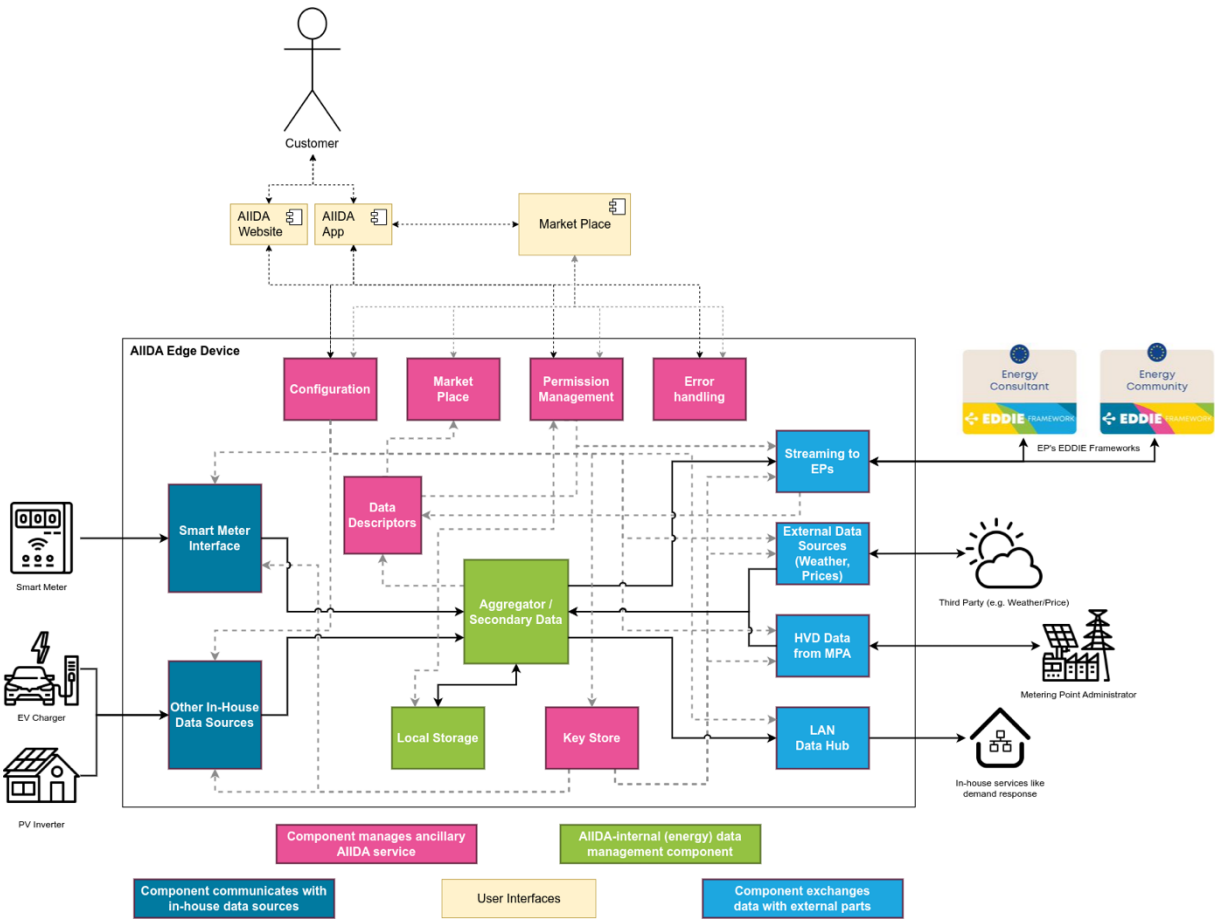 Customer
AIIDA
Website
AIIDA
App
Market Place
AIIDA Edge Device
Configuration
Market
Place
Permission
Management
Error
handling
Energy
Consultant
EDDIE FRAMEWORK
Energy
Community
EDDIE FRAMEWORK
EP's EDDIE Frameworks
Streaming to
EPs
Smart Meter
Interface
Data
Descriptors
External Data
Sources
(Weather,
Prices)
Smart Meter
Third Party (e.g. Weather/Price)
Aggregator /
Secondary Data
HVD Data
from MPA
Metering Point Administrator
EV Charger
Other In-House
Data Sources
Local Storage
Key Store
LAN
Data Hub
In-house services like
demand response
PV Inverter
Component manages ancillary
AIIDA service
AIIDA-internal (energy) data
management component
Component communicates with
in-house data sources
User Interfaces
Component exchanges
data with external parts